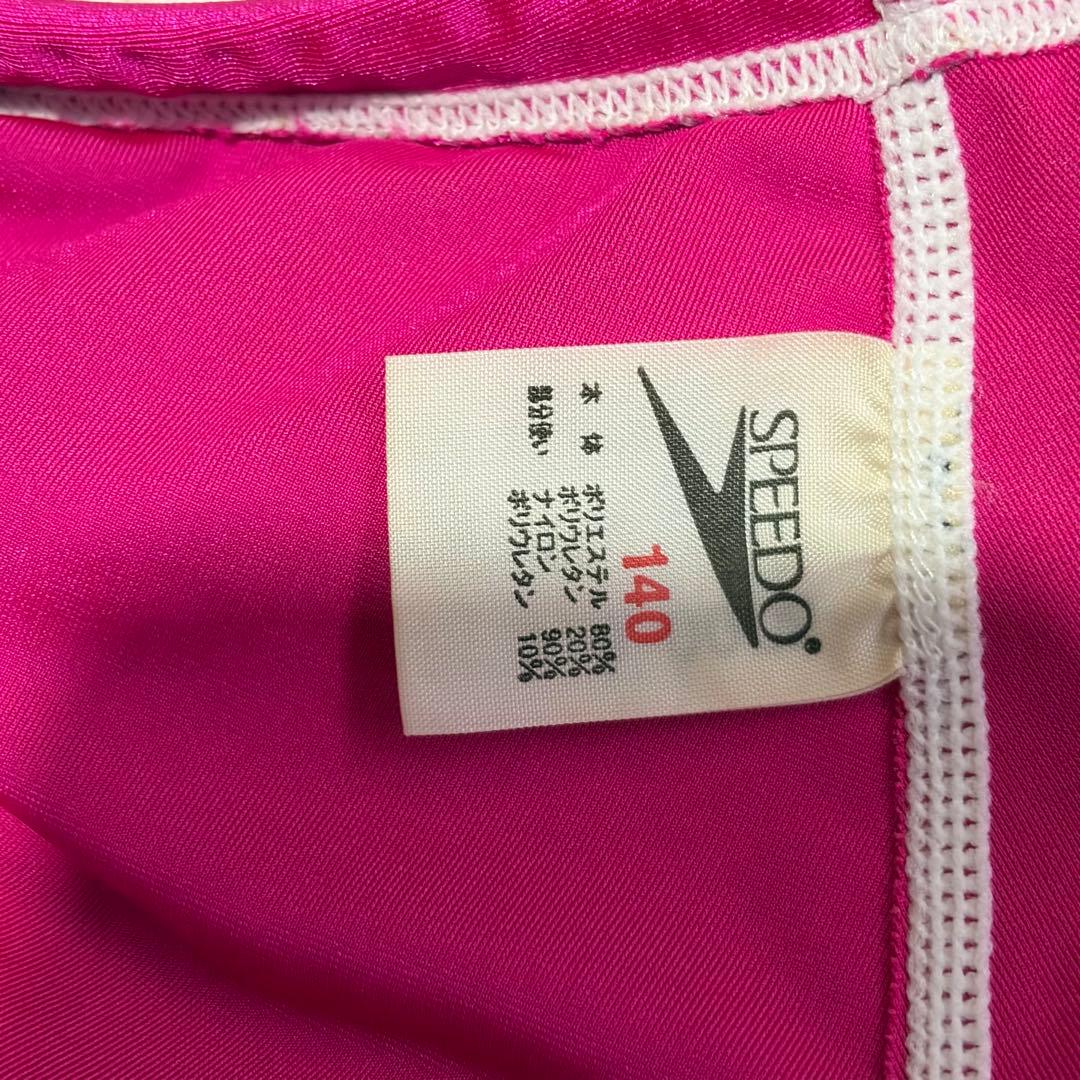 SPEEDO®
140
本体 ポリエステル 80%
ポリウレタン 20%
部分使い ナイロン 90%
ポリウレタン 10%